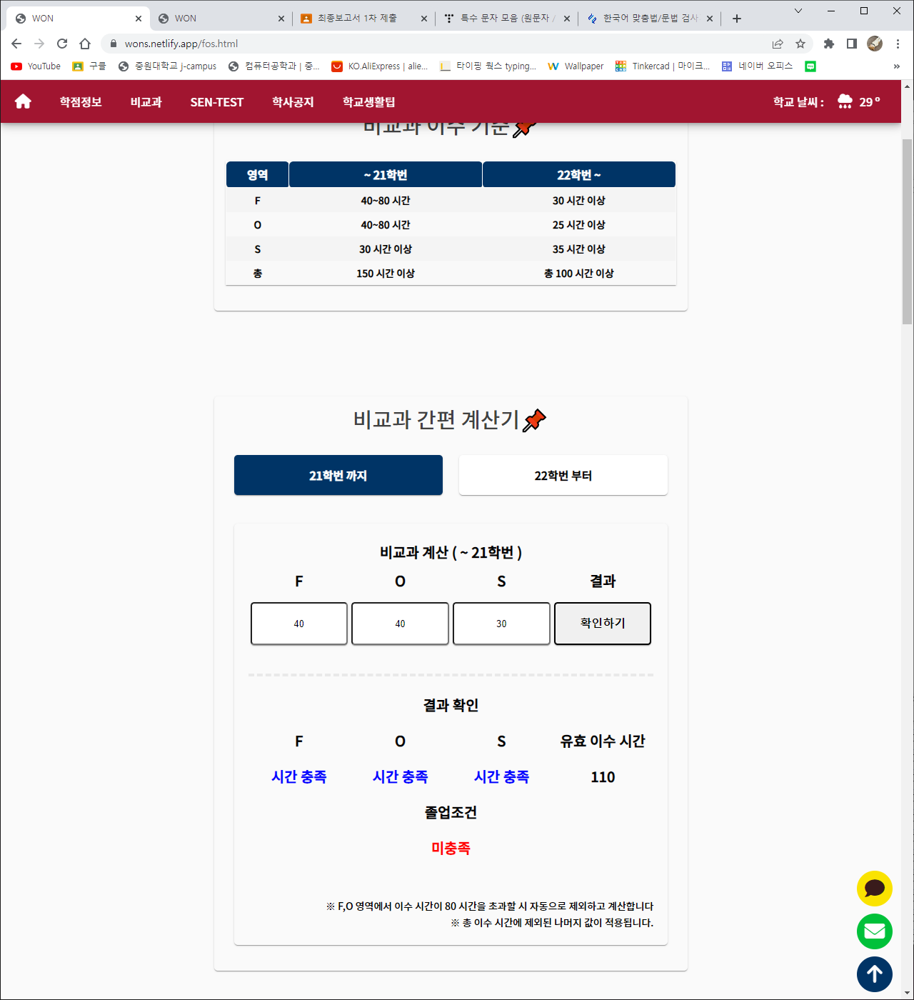 WON
WON
최종보고서 1차 제출
특수 문자 모음 (원문자 /
한국어 맞춤법/문법 검사
wons.netlify.app/fos.html
YouTube
구글
중원대학교 j-campus
컴퓨터공학과 | 중...
KO.AliExpress | alie...
타이핑 웍스 typing...
Wallpaper
Tinkercad | 마이크...
네이버 오피스
»
학점정보
비교과
SEN-TEST
학사공지
학교생활팁
학교 날씨 :
29 º
비교과 이수 기준
영역 ~ 21학번 22학번 ~
F 40~80 시간 30 시간 이상
O 40~80 시간 25 시간 이상
S 30 시간 이상 35 시간 이상
총 150 시간 이상 총 100 시간 이상
비교과 간편 계산기
21학번 까지
22학번 부터
비교과 계산 ( ~ 21학번 )
F O S 결과
40 40 30 확인하기
결과 확인
F O S 유효 이수 시간
시간 충족 시간 충족 시간 충족 110
졸업조건
미충족
※ F,O 영역에서 이수 시간이 80 시간을 초과할 시 자동으로 제외하고 계산합니다
※ 총 이수 시간에 제외된 나머지 값이 적용됩니다.